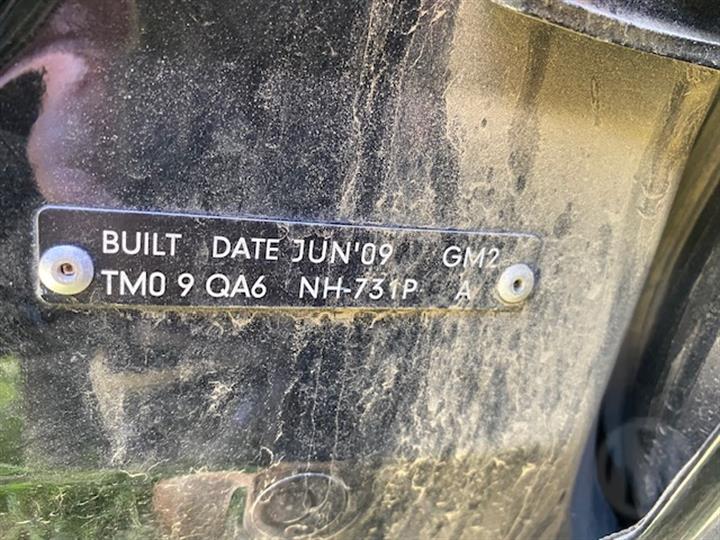 BUILT DATE JUN'09 GM2
TM0 9 QA6 NH-731P A